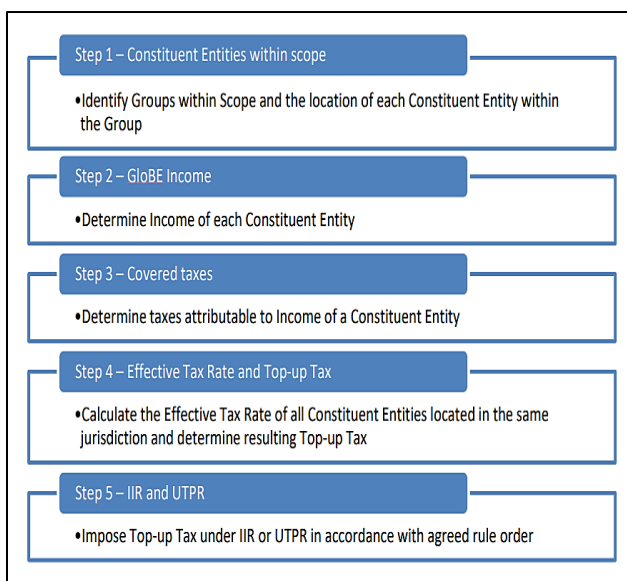 Step 1 – Constituent Entities within scope
•Identify Groups within Scope and the location of each Constituent Entity within
the Group
Step 2 – GloBE Income
•Determine Income of each Constituent Entity
Step 3 – Covered taxes
•Determine taxes attributable to Income of a Constituent Entity
Step 4 – Effective Tax Rate and Top-up Tax
•Calculate the Effective Tax Rate of all Constituent Entities located in the same
jurisdiction and determine resulting Top-up Tax
Step 5 – IIR and UTPR
•Impose Top-up Tax under IIR or UTPR in accordance with agreed rule order